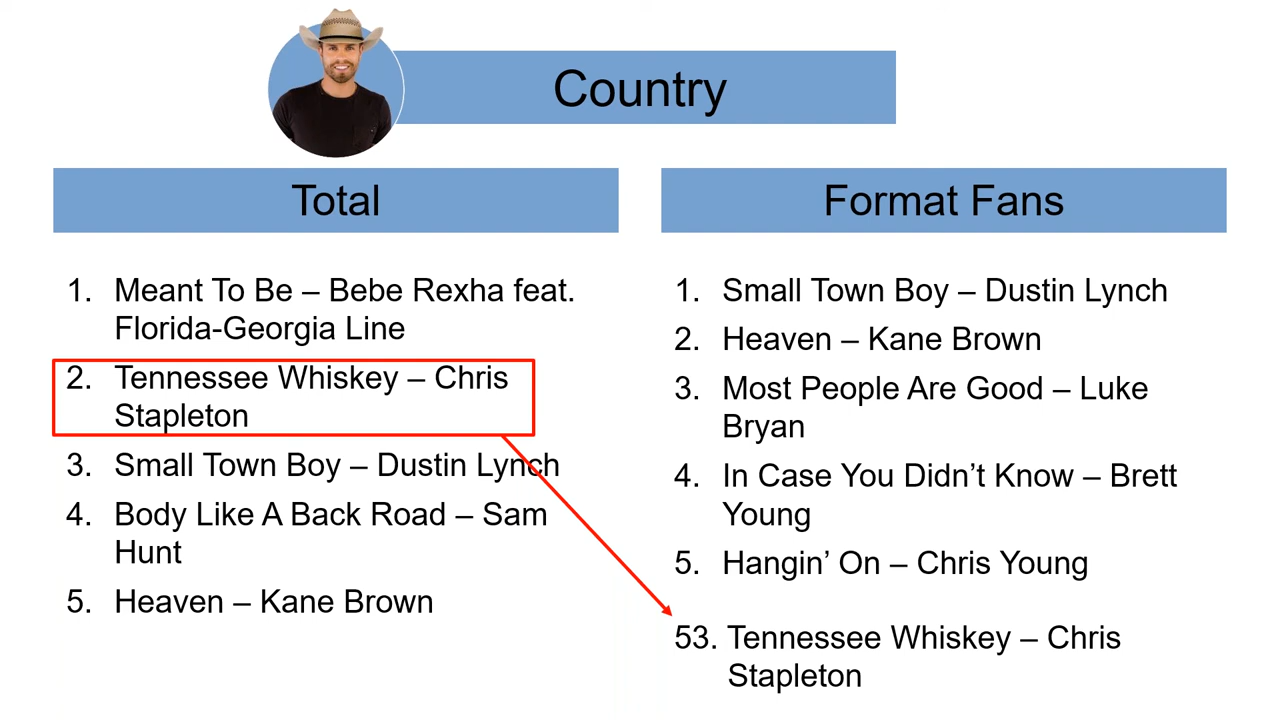 Country
Total
1. Meant To Be – Bebe Rexha feat.
Florida-Georgia Line
2. Tennessee Whiskey – Chris
Stapleton
3. Small Town Boy – Dustin Lynch
4. Body Like A Back Road – Sam
Hunt
5. Heaven – Kane Brown
Format Fans
1. Small Town Boy – Dustin Lynch
2. Heaven – Kane Brown
3. Most People Are Good – Luke
Bryan
4. In Case You Didn’t Know – Brett
Young
5. Hangin’ On – Chris Young
53. Tennessee Whiskey – Chris
Stapleton